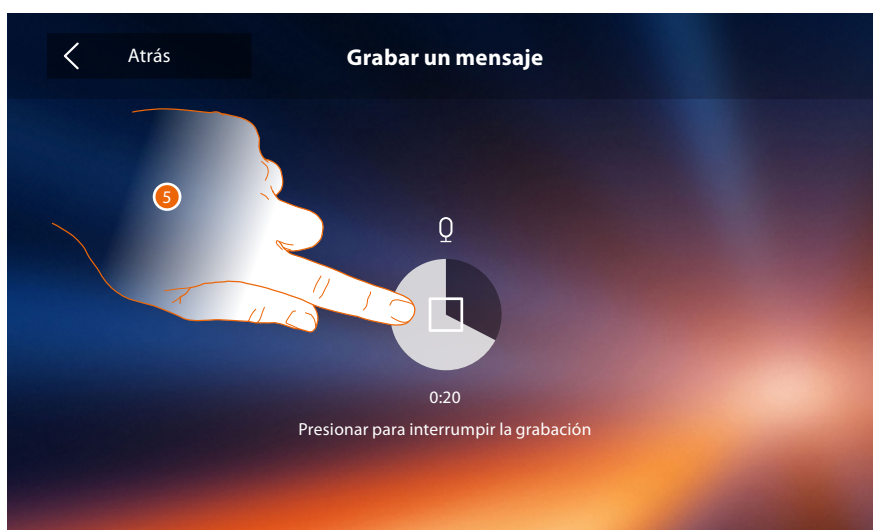 Atrás
Grabar un mensaje
5
0:20
Presionar para interrumpir la grabación